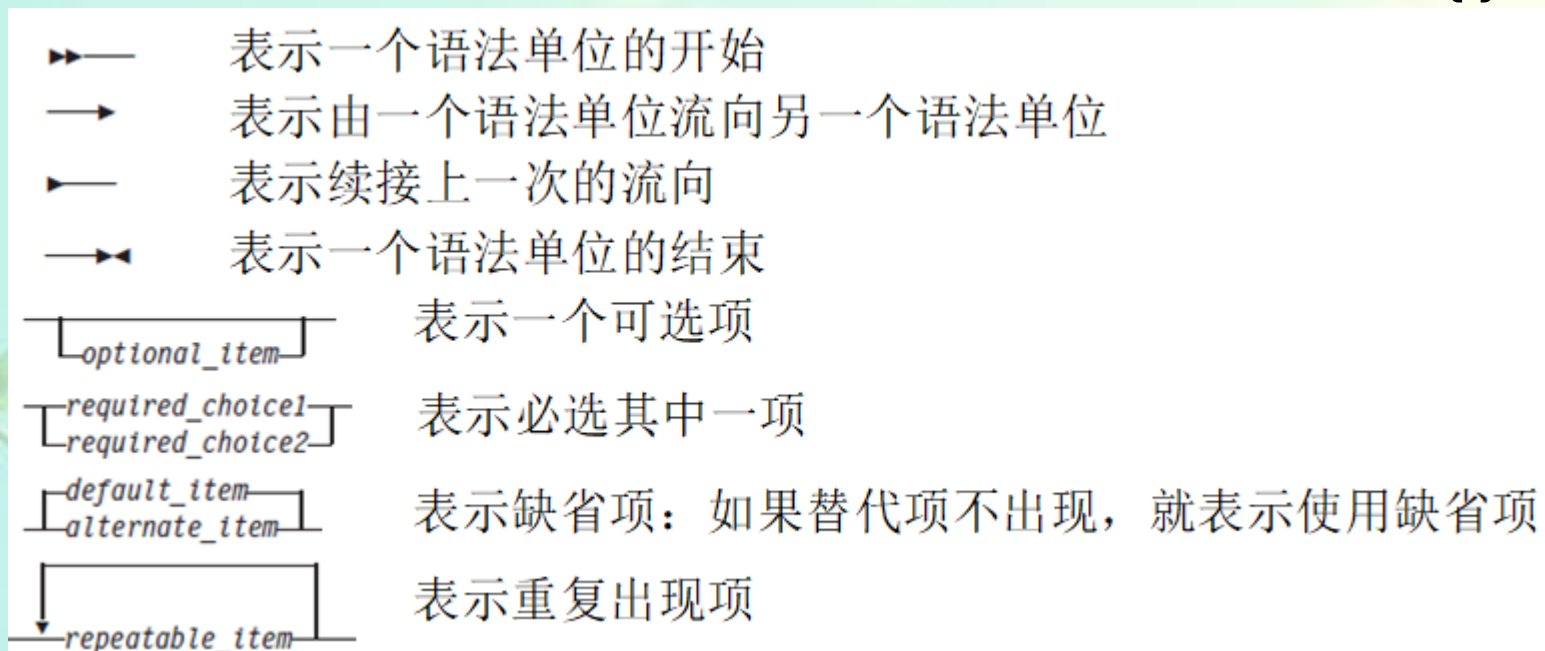 表示一个语法单位的开始
表示由一个语法单位流向另一个语法单位
表示续接上一次的流向
表示一个语法单位的结束
optional_item 表示一个可选项
required_choice1
required_choice2 表示必选其中一项
default_item
alternate_item 表示缺省项：如果替代项不出现，就表示使用缺省项
表示重复出现项
repeatable_item